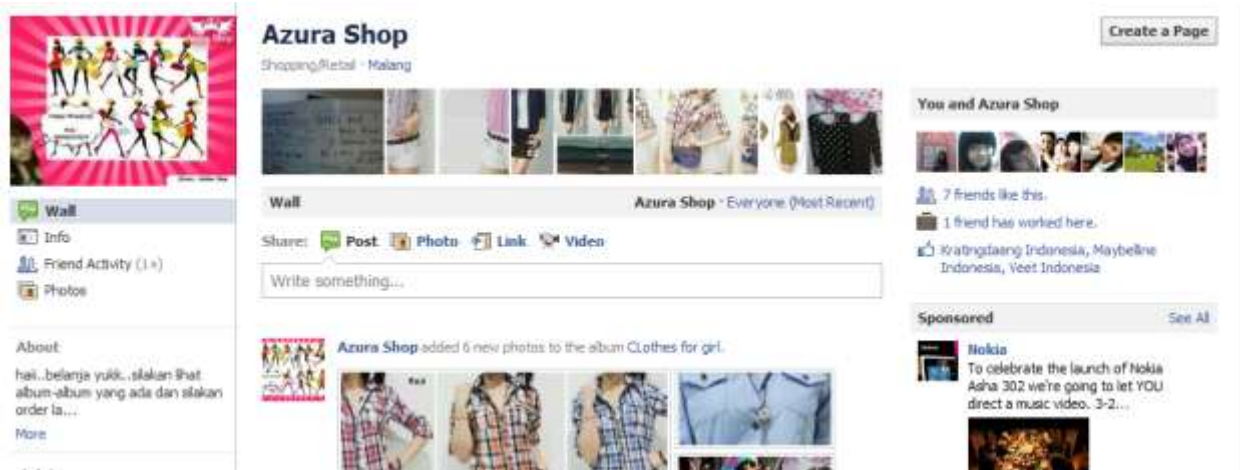 Azura Shop
Create a Page
Shopping/Retail · Malang
You and Azura Shop
Wall
Azura Shop · Everyone (Most Recent)
7 friends like this.
1 friend has worked here.
Kratingdaeng Indonesia, Maybelline
Indonesia, Veet Indonesia
Wall
Info
Friend Activity (1+)
Photos
Share: Post Photo Link Video
Write something...
Sponsored
See All
About
haii..belanja yukk..silakan lihat
album-album yang ada dan silakan
order la...
More
Azura Shop added 6 new photos to the album CLothes for girl.
Nokia
To celebrate the launch of Nokia
Asha 302 we're going to let YOU
direct a music video. 3-2...